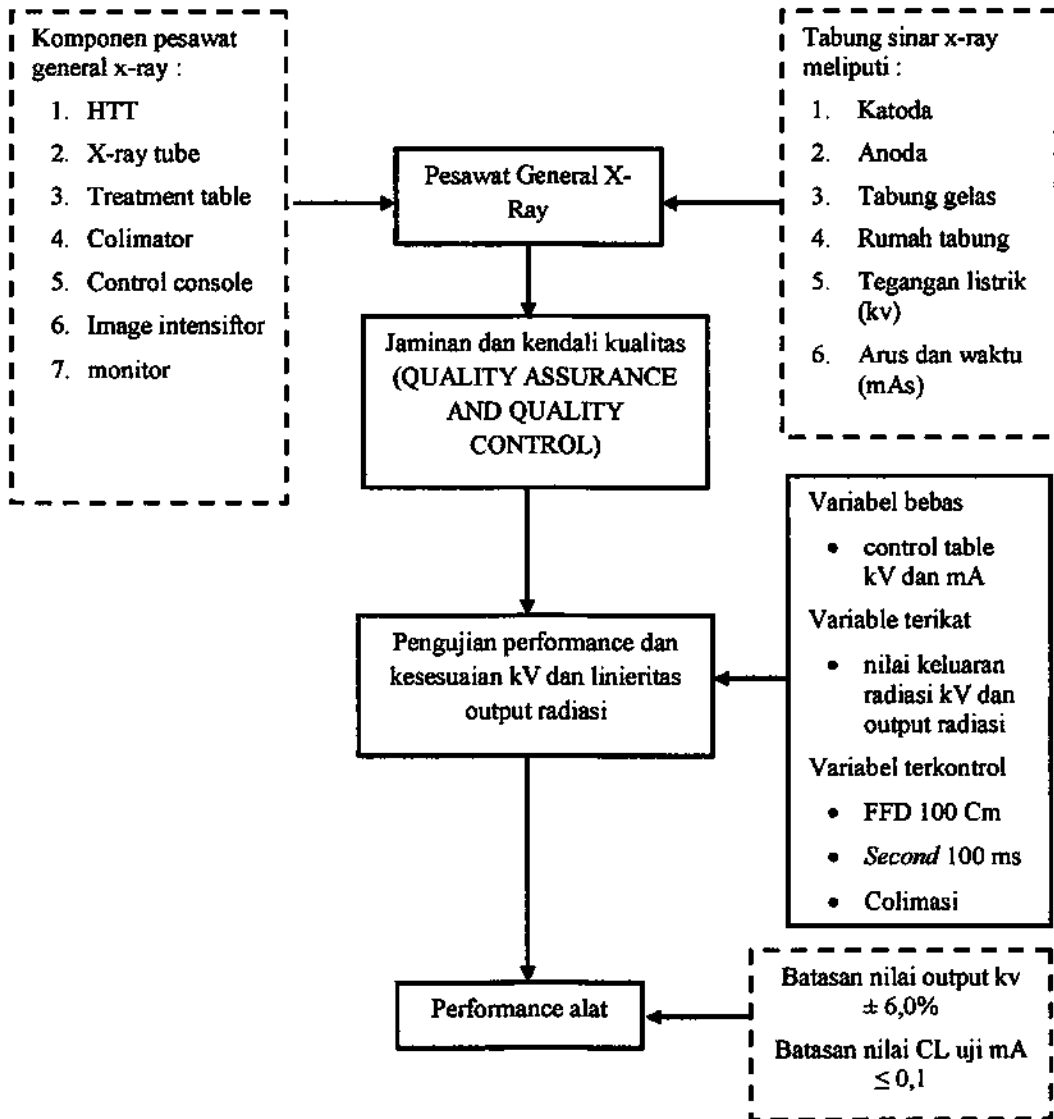 Komponen pesawat
general x-ray :
1. HTT
2. X-ray tube
3. Treatment table
4. Colimator
5. Control console
6. Image intensiftor
7. monitor
Pesawat General X-
Ray
Tabung sinar x-ray
meliputi :
1. Katoda
2. Anoda
3. Tabung gelas
4. Rumah tabung
5. Tegangan listrik
(kv)
6. Arus dan waktu
(mAs)
Jaminan dan kendali kualitas
(QUALITY ASSURANCE
AND QUALITY
CONTROL)
Variabel bebas
• control table
kV dan mA
Variable terikat
• nilai keluaran
radiasi kV dan
output radiasi
Variabel terkontrol
• FFD 100 Cm
• Second 100 ms
• Colimasi
Pengujian performance dan
kesesuaian kV dan linieritas
output radiasi
Performance alat
Batasan nilai output kv
± 6,0%
Batasan nilai CL uji mA
≤ 0,1